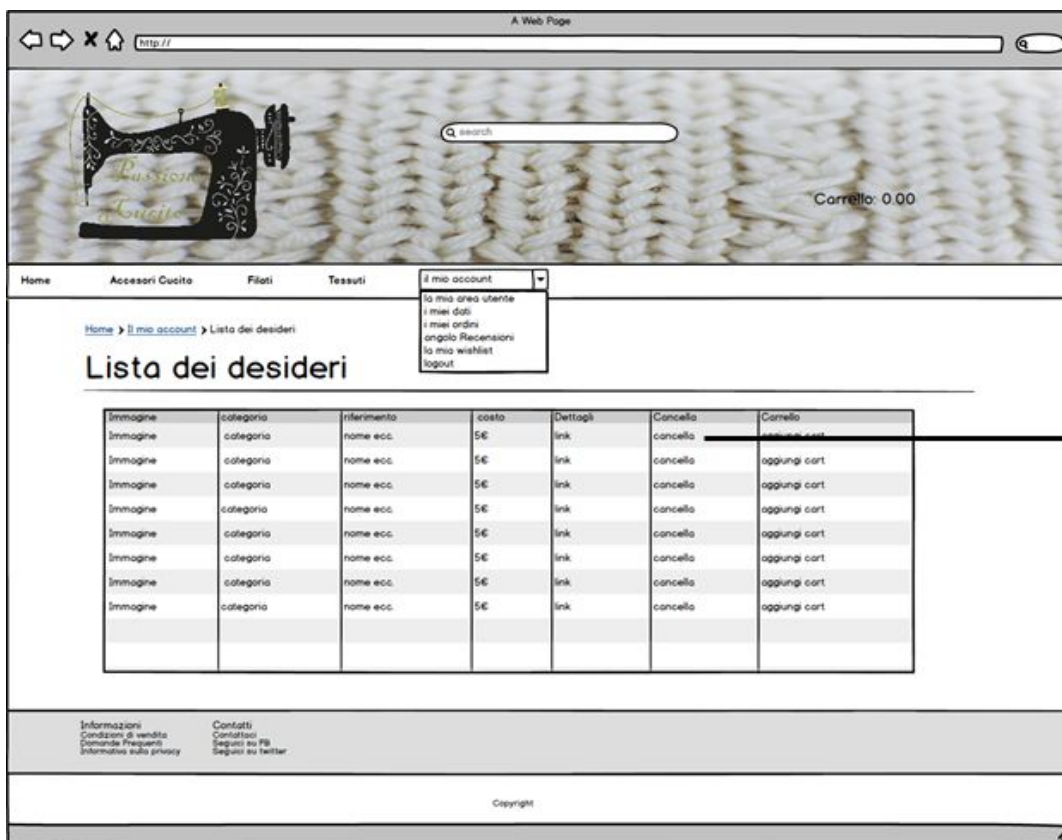 A Web Page
http://
search
Passione
Cucito
Carrello: 0.00
Home Accesori Cucito Filati Tessuti il mio account
la mia area utente
i miei dati
i miei ordini
angolo Recensioni
la mia wishlist
logout
Home > Il mio account > Lista dei desideri
Lista dei desideri
Immagine categoria riferimento costo Dettagli Cancella Carrello
Immagine categoria nome ecc. 5€ link cancella aggiungi cart
Immagine categoria nome ecc. 5€ link cancella aggiungi cart
Immagine categoria nome ecc. 5€ link cancella aggiungi cart
Immagine categoria nome ecc. 5€ link cancella aggiungi cart
Immagine categoria nome ecc. 5€ link cancella aggiungi cart
Immagine categoria nome ecc. 5€ link cancella aggiungi cart
Immagine categoria nome ecc. 5€ link cancella aggiungi cart
Immagine categoria nome ecc. 5€ link cancella aggiungi cart
Informazioni
Condizioni di vendita
Domande Frequenti
Informativa sulla privacy
Contatti
Contattaci
Seguici su FB
Seguici su twitter
Copyright